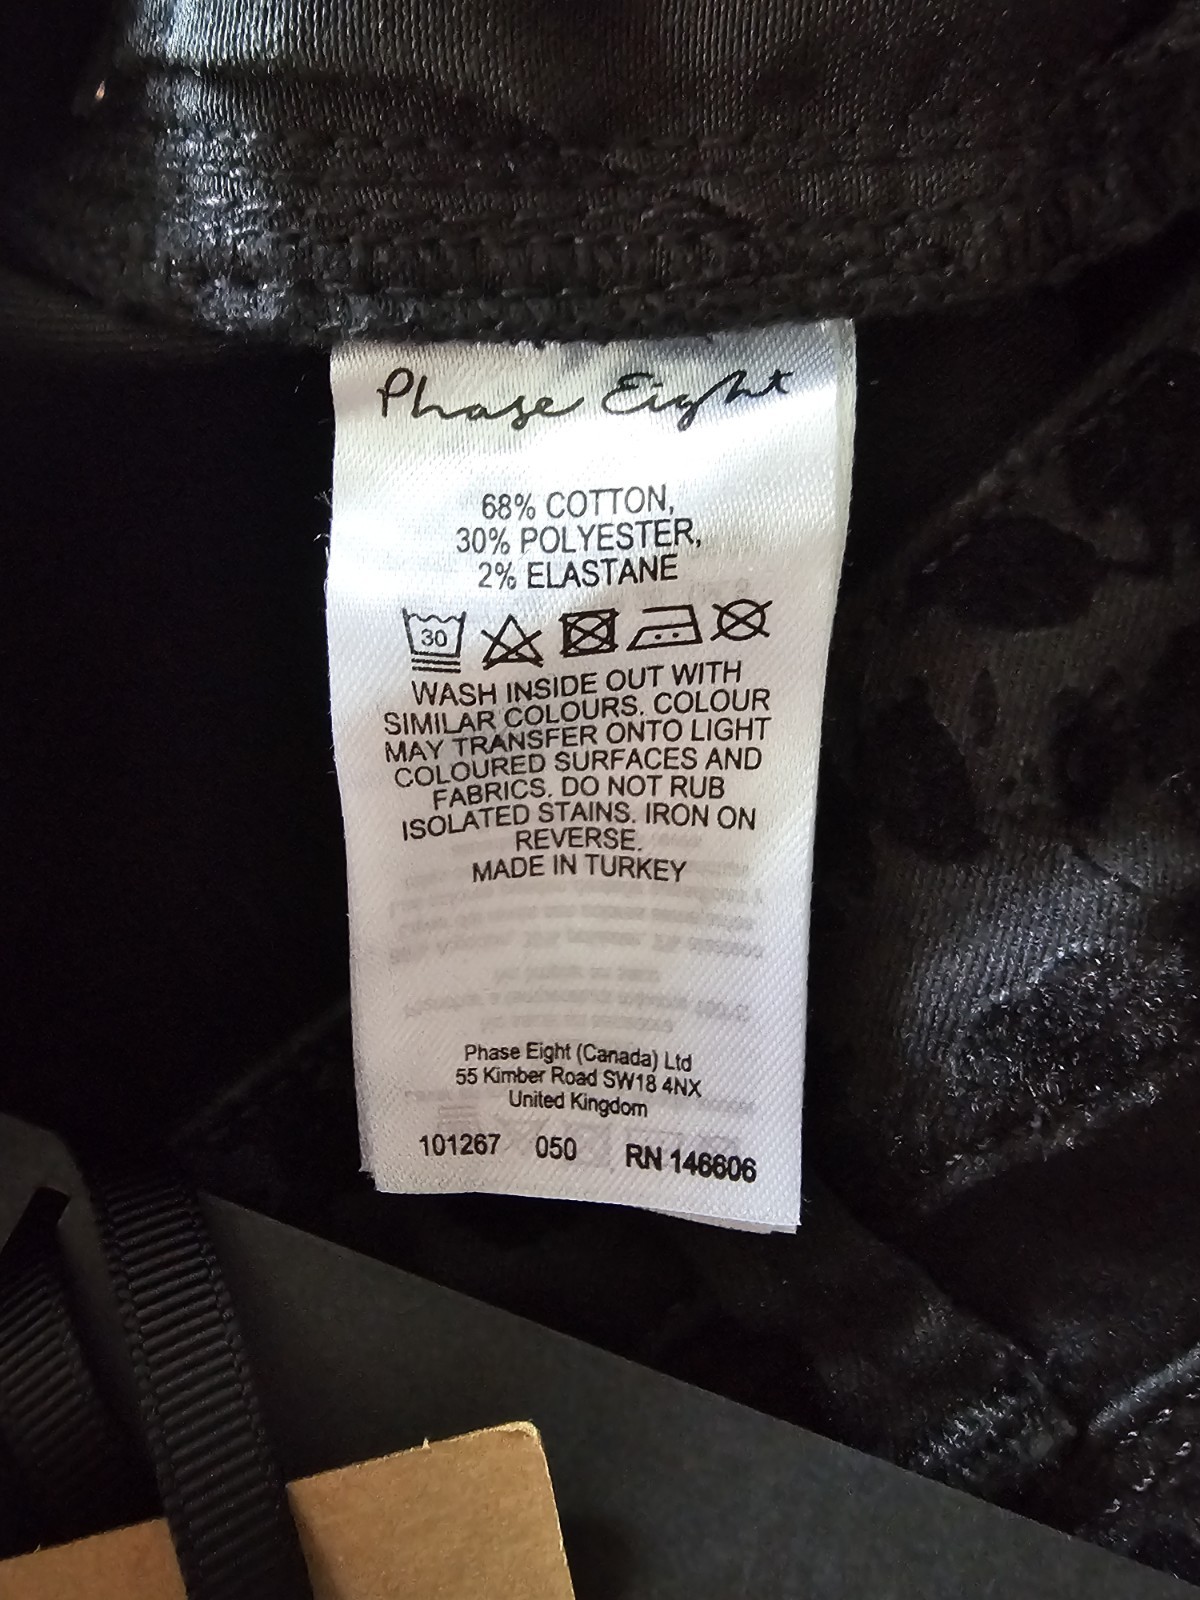 Phase Eight
68% COTTON,
30% POLYESTER,
2% ELASTANE
30
WASH INSIDE OUT WITH
SIMILAR COLOURS. COLOUR
MAY TRANSFER ONTO LIGHT
COLOURED SURFACES AND
FABRICS. DO NOT RUB
ISOLATED STAINS. IRON ON
REVERSE.
MADE IN TURKEY
Phase Eight (Canada) Ltd
55 Kimber Road SW18 4NX
United Kingdom
101267 050 RN 146606